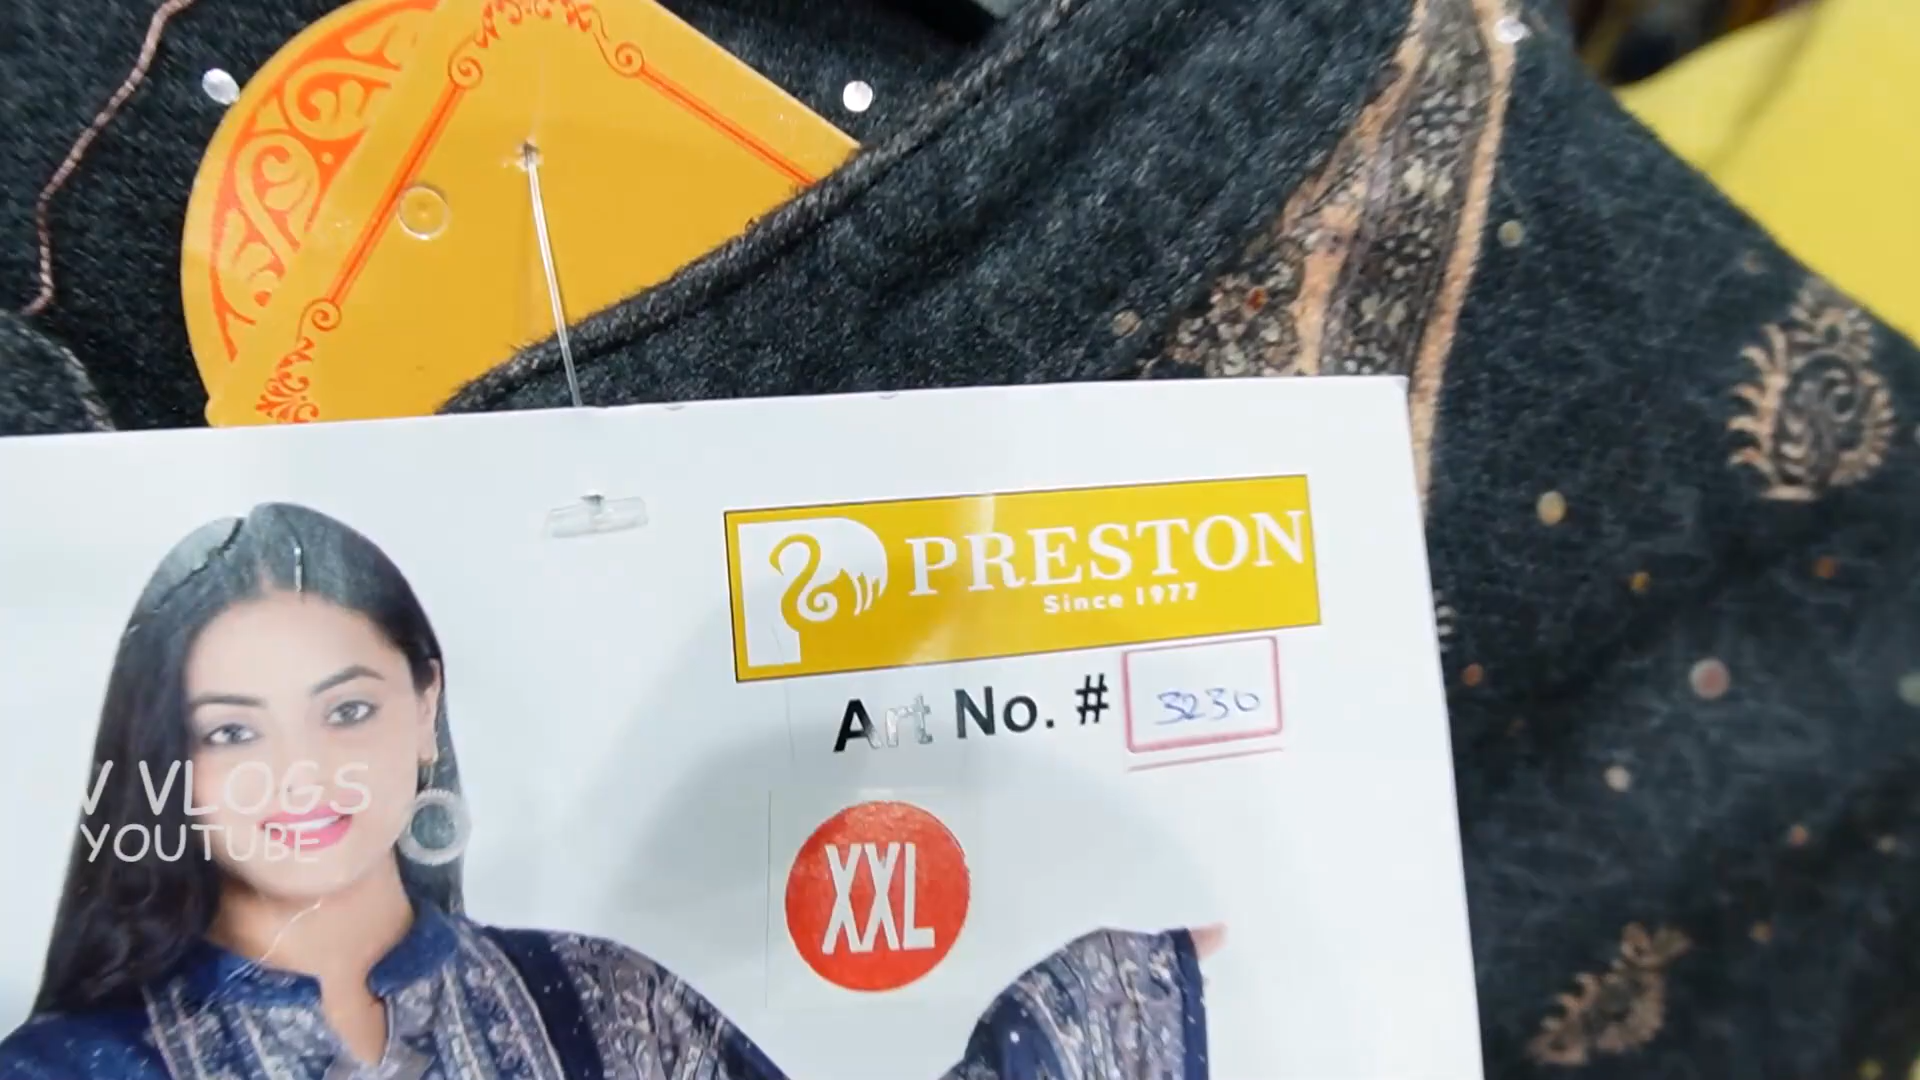 PRESTON
Since 1977
Art No. # 3230
XXL
V VLOGS
YOUTUBE